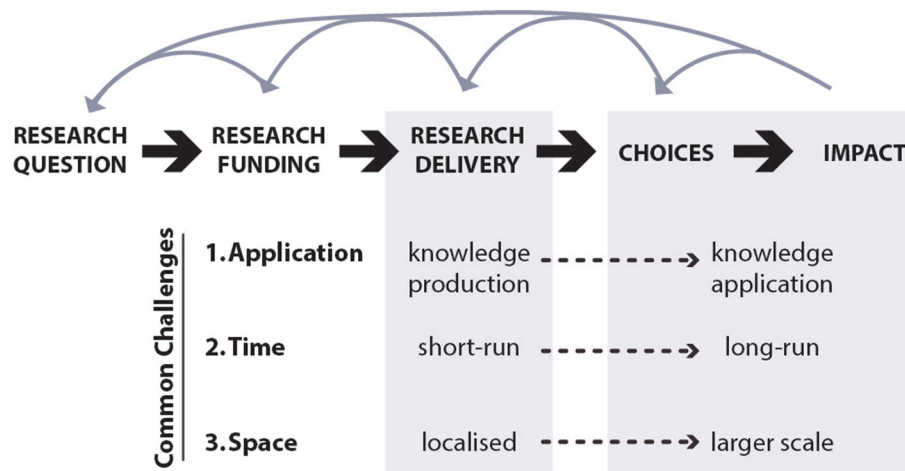 RESEARCH QUESTION
RESEARCH FUNDING
RESEARCH DELIVERY
CHOICES
IMPACT
Common Challenges
1. Application
knowledge production
knowledge application
2. Time
short-run
long-run
3. Space
localised
larger scale